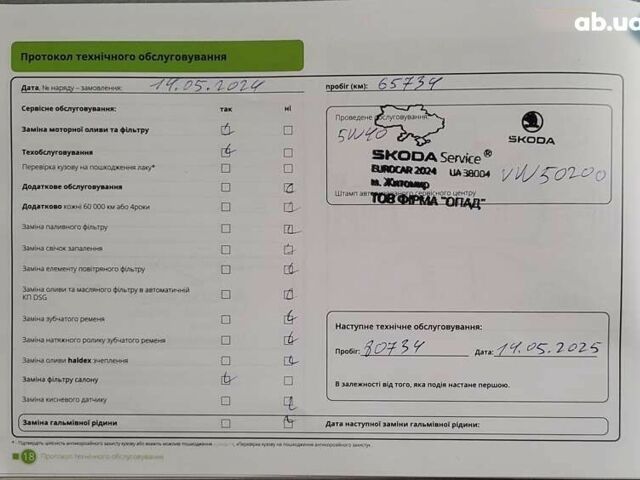 ab.ua
Протокол технічного обслуговування
Дата, № наряду – замовлення: 14.05.2024
пробіг (км): 65734
Сервісне обслуговування: так ні
Заміна моторної оливи та фільтру
Техобслуговування
Перевірка кузову на пошкодження лаку*
Додаткове обслуговування
Додатково кожні 60 000 км або 4роки
Заміна паливного фільтру
Заміна свічок запалення
Заміна елементу повітряного фільтру
Заміна оливи та масляного фільтру в автоматичній
КП DSG
Заміна зубчатого ременя
Заміна натяжного ролику зубчатого ременя
Заміна оливи haldex зчеплення
Заміна фільтру салону
Заміна кисневого датчику
Заміна гальмівної рідини
Проведене обслуговування:
5W40
ŠKODA
ŠKODA Service®
EUROCAR 2024 UA 38004
VW50200
м. Житомир
Штамп авторизованого сервісного центру
ТОВ ФІРМА "ОПАД"
Наступне технічне обслуговування:
Пробіг: 80734 Дата: 14.05.2025
В залежності від того, яка подія настане першою.
Дата наступної заміни гальмівної рідини:
18 Протокол технічного обслуговування